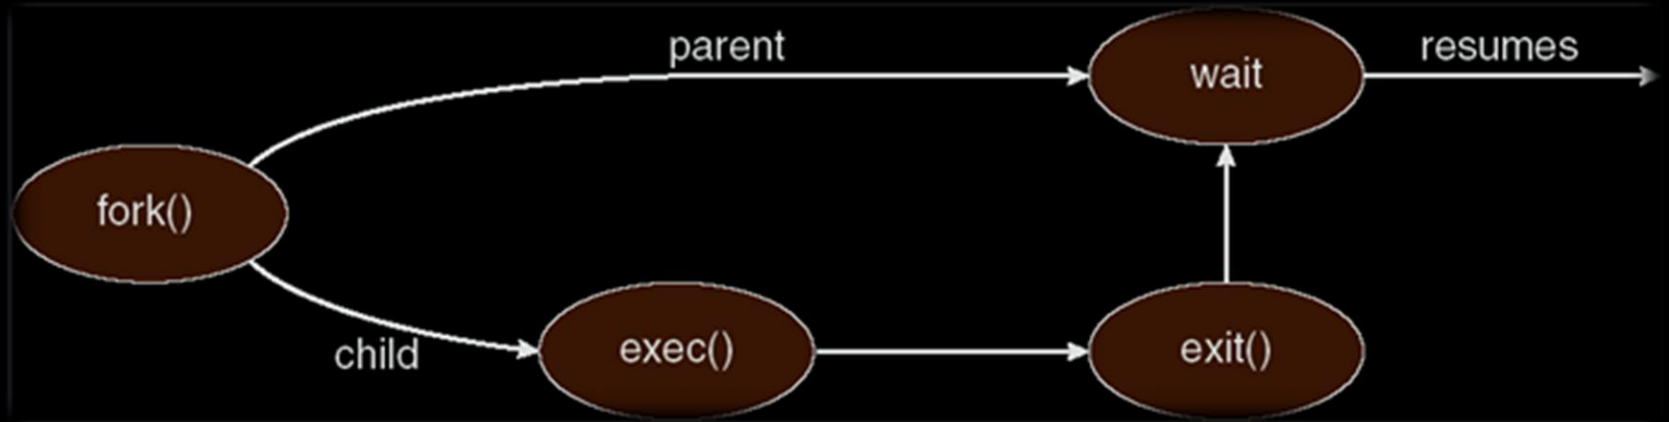 parent
wait
resumes
fork()
child
exec()
exit()